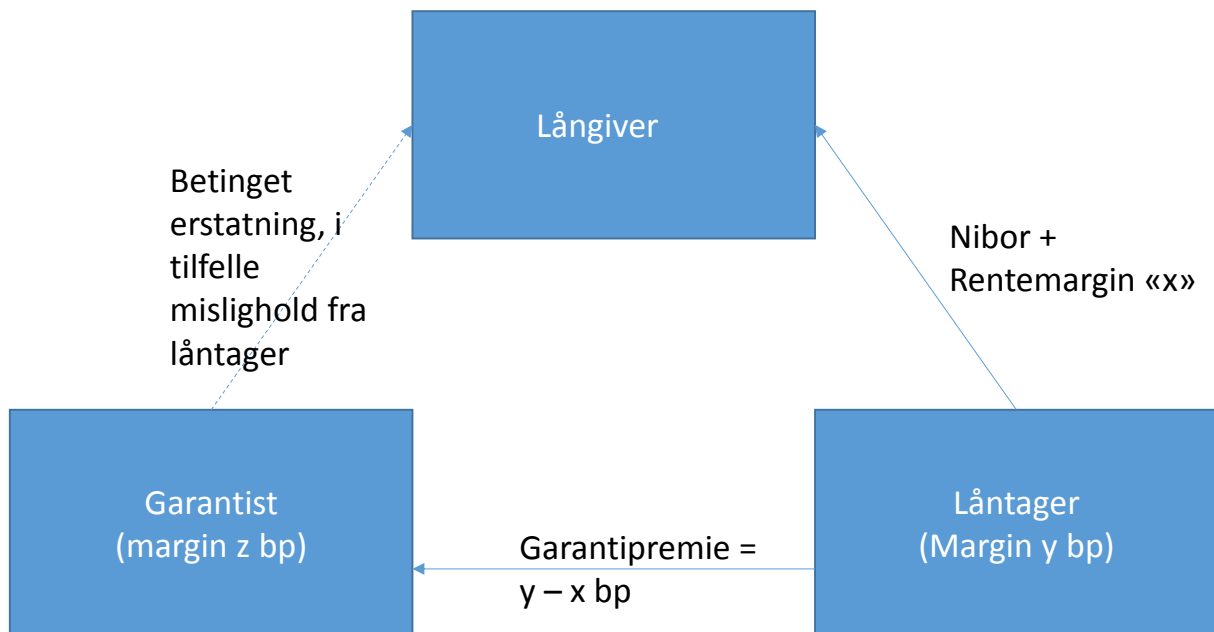 Långiver
Betinget
erstatning, i
tilfelle
mislighold fra
låntager
Nibor +
Rentemargin «x»
Garantist
(margin z bp)
Garantipremie =
y – x bp
Låntager
(Margin y bp)